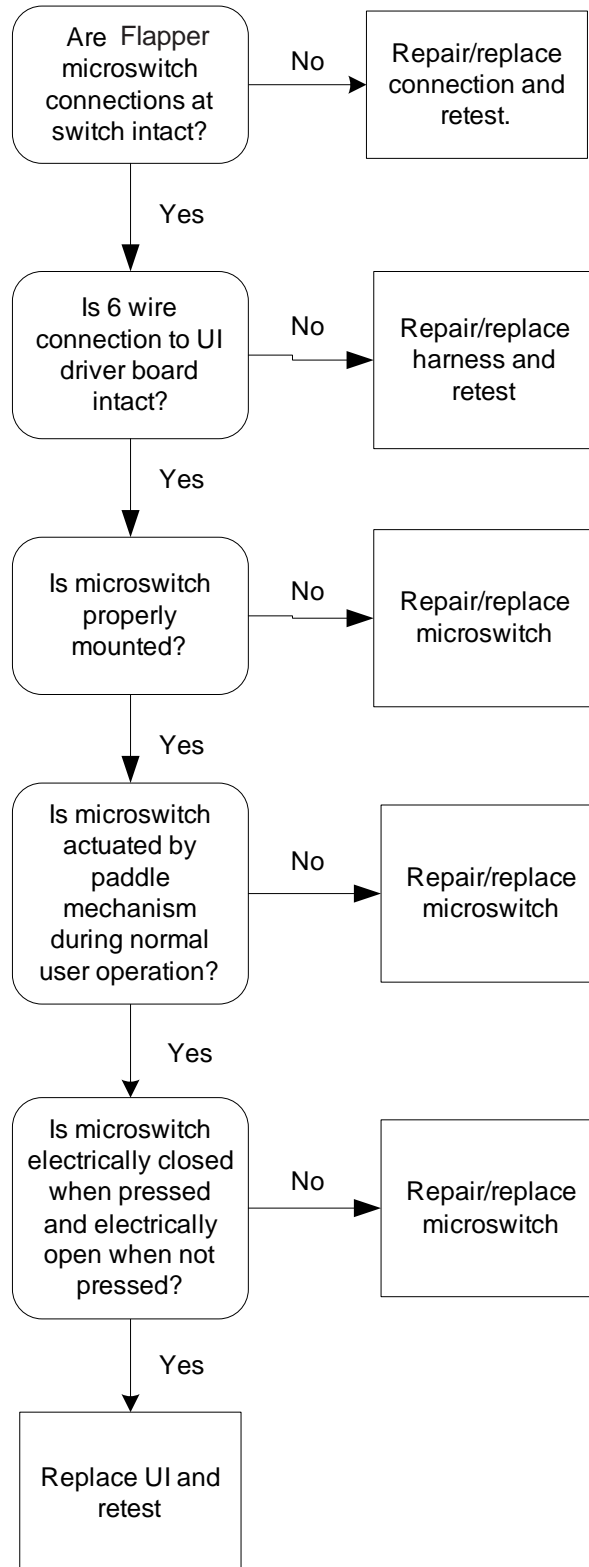 Are Flapper
microswitch
connections at
switch intact?
No
Repair/replace
connection and
retest.
Yes
Is 6 wire
connection to UI
driver board
intact?
No
Repair/replace
harness and
retest
Yes
Is microswitch
properly
mounted?
No
Repair/replace
microswitch
Yes
Is microswitch
actuated by
paddle
mechanism
during normal
user operation?
No
Repair/replace
microswitch
Yes
Is microswitch
electrically closed
when pressed
and electrically
open when not
pressed?
No
Repair/replace
microswitch
Yes
Replace UI and
retest